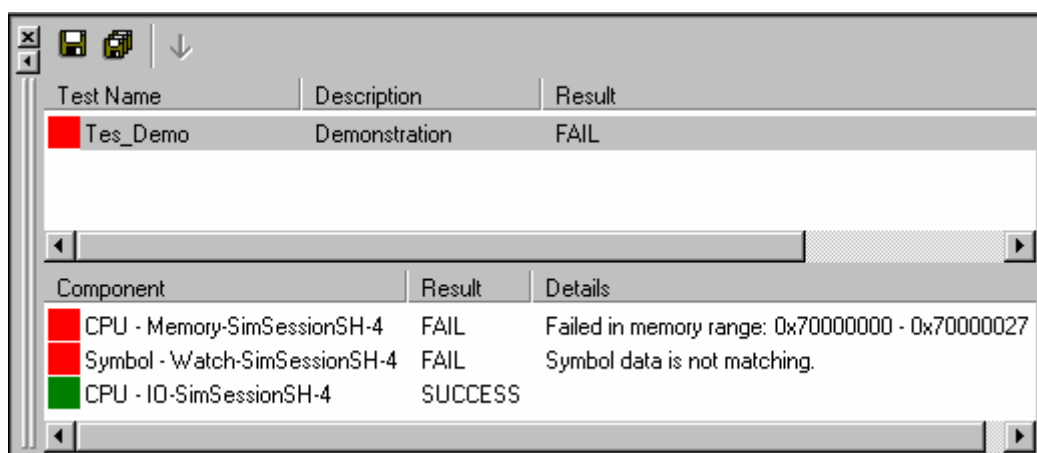 Test Name Description Result
Tes_Demo Demonstration FAIL
Component Result Details
CPU - Memory-SimSessionSH-4 FAIL Failed in memory range: 0x70000000 - 0x70000027
Symbol - Watch-SimSessionSH-4 FAIL Symbol data is not matching.
CPU - IO-SimSessionSH-4 SUCCESS